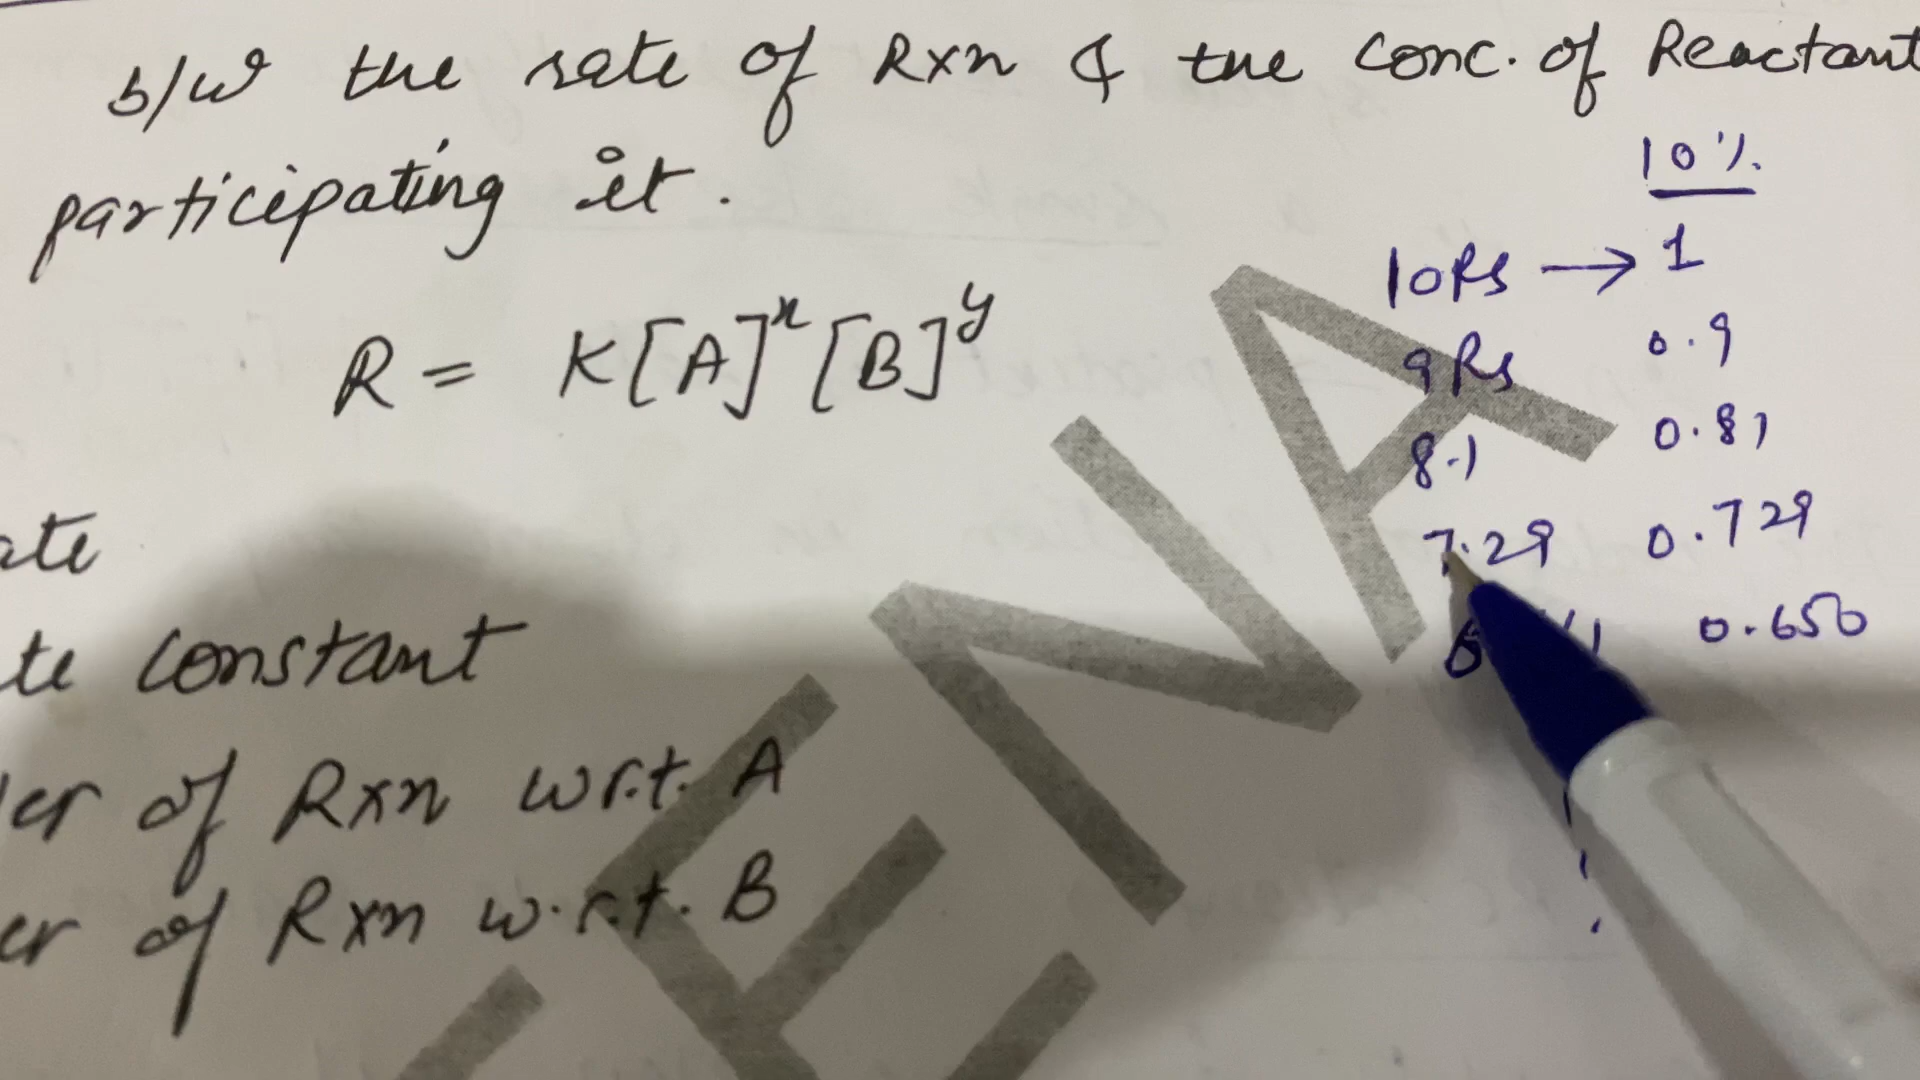 b/w the rate of Rxn & the conc. of Reactant
participating it.
R = K[A]^x [B]^y
ate
te constant
er of Rxn w.r.t. A
er of Rxn w.r.t. B
10%
10Rs → 1
9Rs 0.9
8.1 0.81
7.29 0.729
0.656
ENA